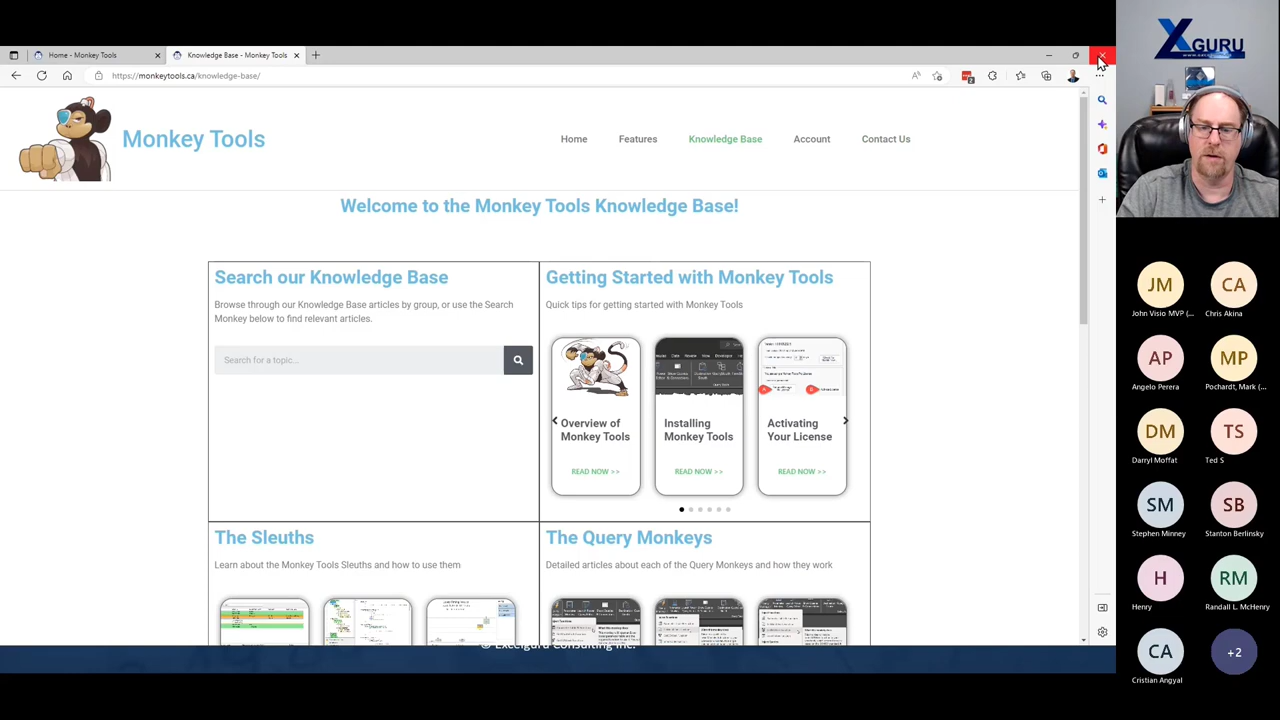 Home - Monkey Tools
Knowledge Base - Monkey Tools
https://monkeytools.ca/knowledge-base/
Monkey Tools
Home
Features
Knowledge Base
Account
Contact Us
Welcome to the Monkey Tools Knowledge Base!
Search our Knowledge Base
Browse through our Knowledge Base articles by group, or use the Search
Monkey below to find relevant articles.
Search for a topic...
Getting Started with Monkey Tools
Quick tips for getting started with Monkey Tools
Overview of
Monkey Tools
READ NOW >>
Installing
Monkey Tools
READ NOW >>
Activating
Your License
READ NOW >>
The Sleuths
Learn about the Monkey Tools Sleuths and how to use them
The Query Monkeys
Detailed articles about each of the Query Monkeys and how they work
© Excelguru Consulting Inc.
XGURU
JM
John Visio MVP (...
CA
Chris Akina
AP
Angelo Perera
MP
Pochardt, Mark (...
DM
Darryl Moffat
TS
Ted S
SM
Stephen Minney
SB
Stanton Berlinsky
H
Henry
RM
Randall L. McHenry
CA
Cristian Angyal
+2